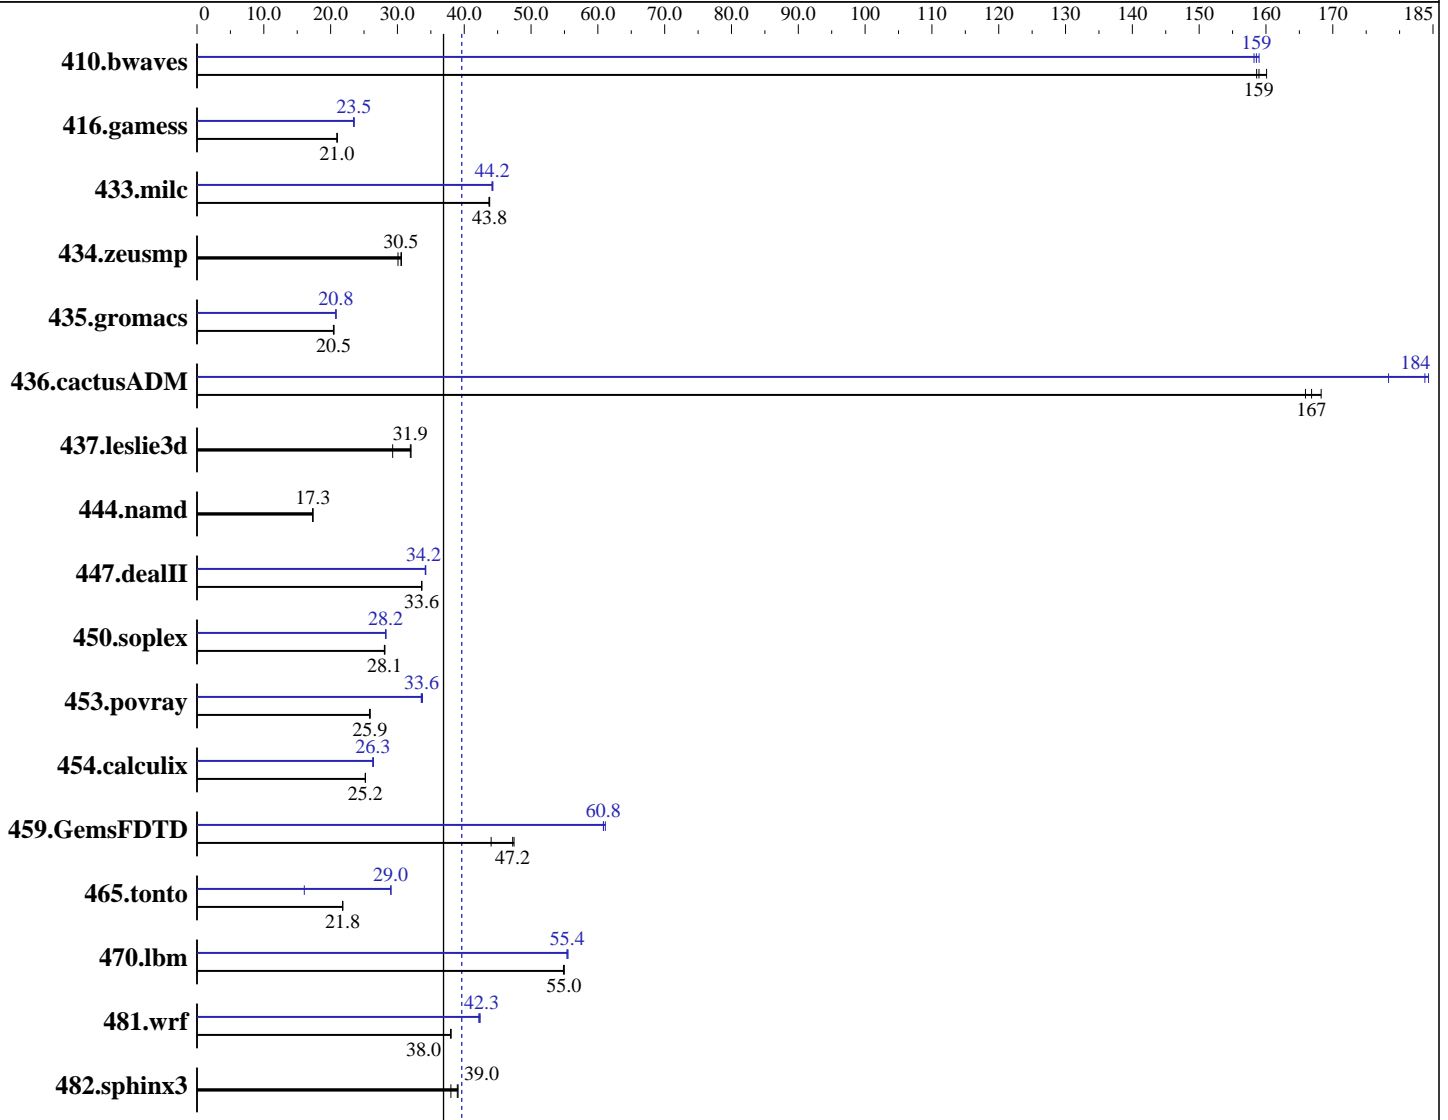 0 10.0 20.0 30.0 40.0 50.0 60.0 70.0 80.0 90.0 100 110 120 130 140 150 160 170 185
159
410.bwaves
159
23.5
416.gamess
21.0
44.2
433.milc
43.8
30.5
434.zeusmp
20.8
435.gromacs
20.5
184
436.cactusADM
167
31.9
437.leslie3d
17.3
444.namd
34.2
447.dealII
33.6
28.2
450.soplex
28.1
33.6
453.povray
25.9
26.3
454.calculix
25.2
60.8
459.GemsFDTD
47.2
29.0
465.tonto
21.8
55.4
470.lbm
55.0
42.3
481.wrf
38.0
39.0
482.sphinx3